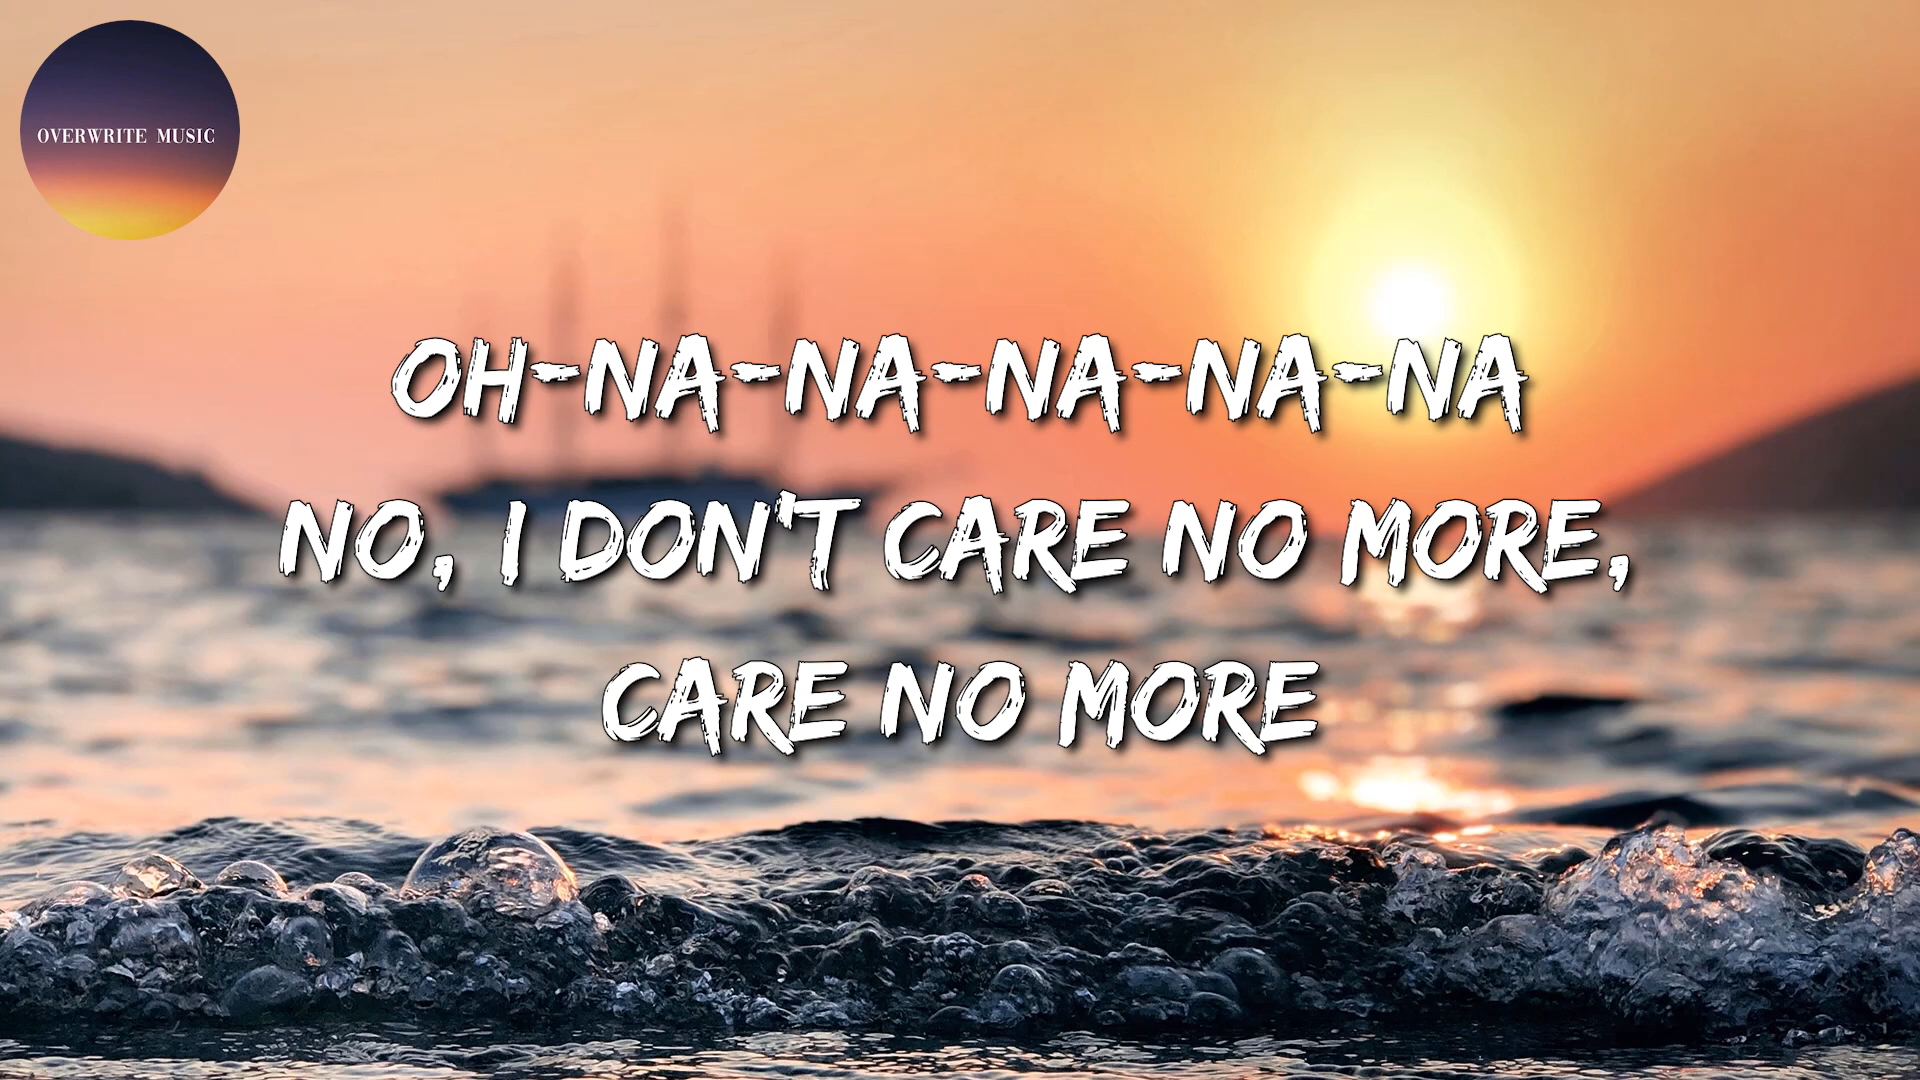 OVERWRITE MUSIC
OH-NA-NA-NA-NA-NA
NO, I DON'T CARE NO MORE,
CARE NO MORE